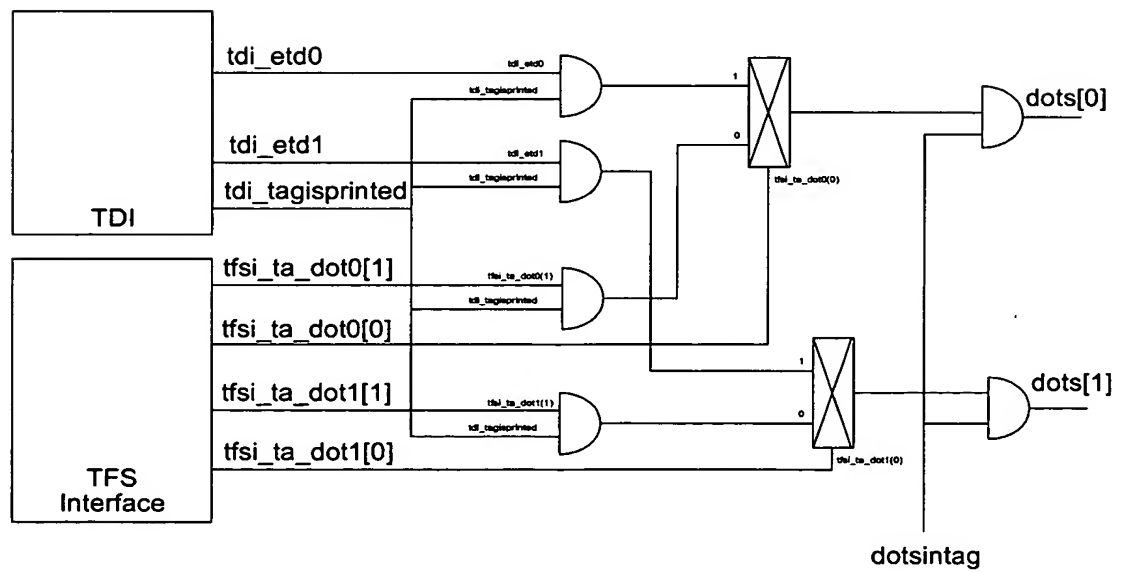 tdi_etd0
tdi_etd0
tdi_tagisprinted
1
dots[0]
tdi_etd1
tdi_etd1
tdi_tagisprinted
0
tdi_tagisprinted
tfsi_ta_dot0(0)
TDI
tfsi_ta_dot0[1]
tfsi_ta_dot0(1)
tdi_tagisprinted
tfsi_ta_dot0[0]
1
tfsi_ta_dot1[1]
tfsi_ta_dot1(1)
dots[1]
tdi_tagisprinted
0
tfsi_ta_dot1[0]
tfsi_ta_dot1(0)
TFS
Interface
dotsintag